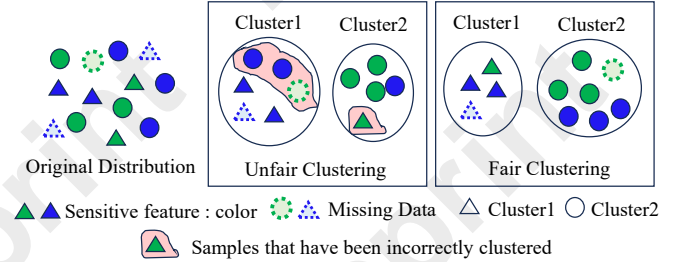 Cluster1 Cluster2 Cluster1 Cluster2
Original Distribution Unfair Clustering Fair Clustering
Sensitive feature : color Missing Data Cluster1 Cluster2
Samples that have been incorrectly clustered